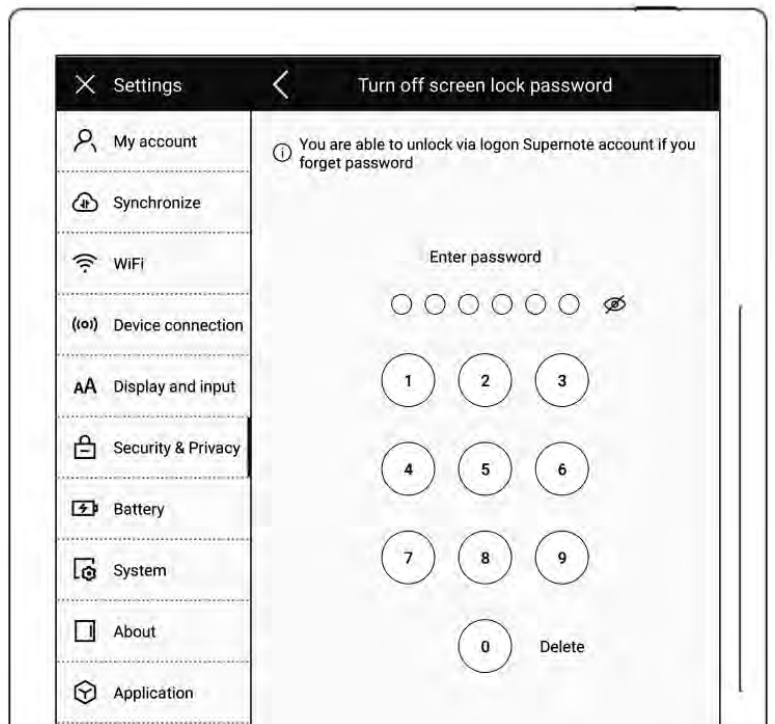 Settings
Turn off screen lock password
My account
Synchronize
WiFi
Device connection
Display and input
Security & Privacy
Battery
System
About
Application
You are able to unlock via logon Supernote account if you
forget password
Enter password
1 2 3
4 5 6
7 8 9
0 Delete